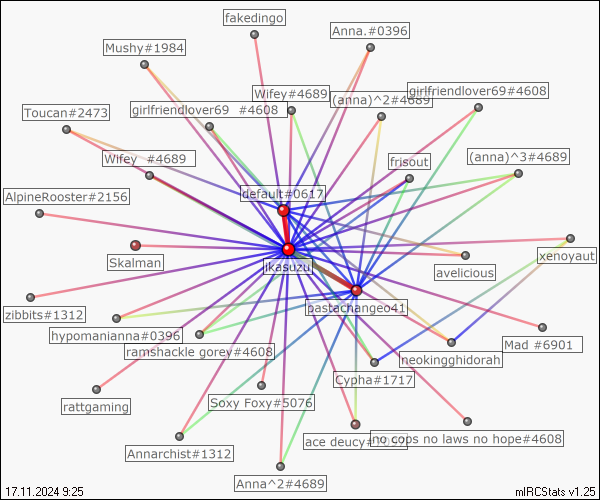 fakedingo
Anna.#0396
Mushy#1984
girlfriendlover69#4608
Wifey#4689
(anna)^2#4689
girlfriendlover69 #4608
Toucan#2473
Wifey #4689
frisout
(anna)^3#4689
default#0617
AlpineRooster#2156
Skalman
jkasuzu
avelicious
xenoyaut
zibbits#1312
pastachangeo41
hypomanianna#0396
ranshackle gorey#4608
Mad #6901
neokingghidorah
Cypha#1717
rattgaming
Soxy Foxy#5076
ace deucy
no cops no laws no hope#4608
Annarchist#1312
Anna^2#4689
17.11.2024 9:25
mIRCStats v1.25